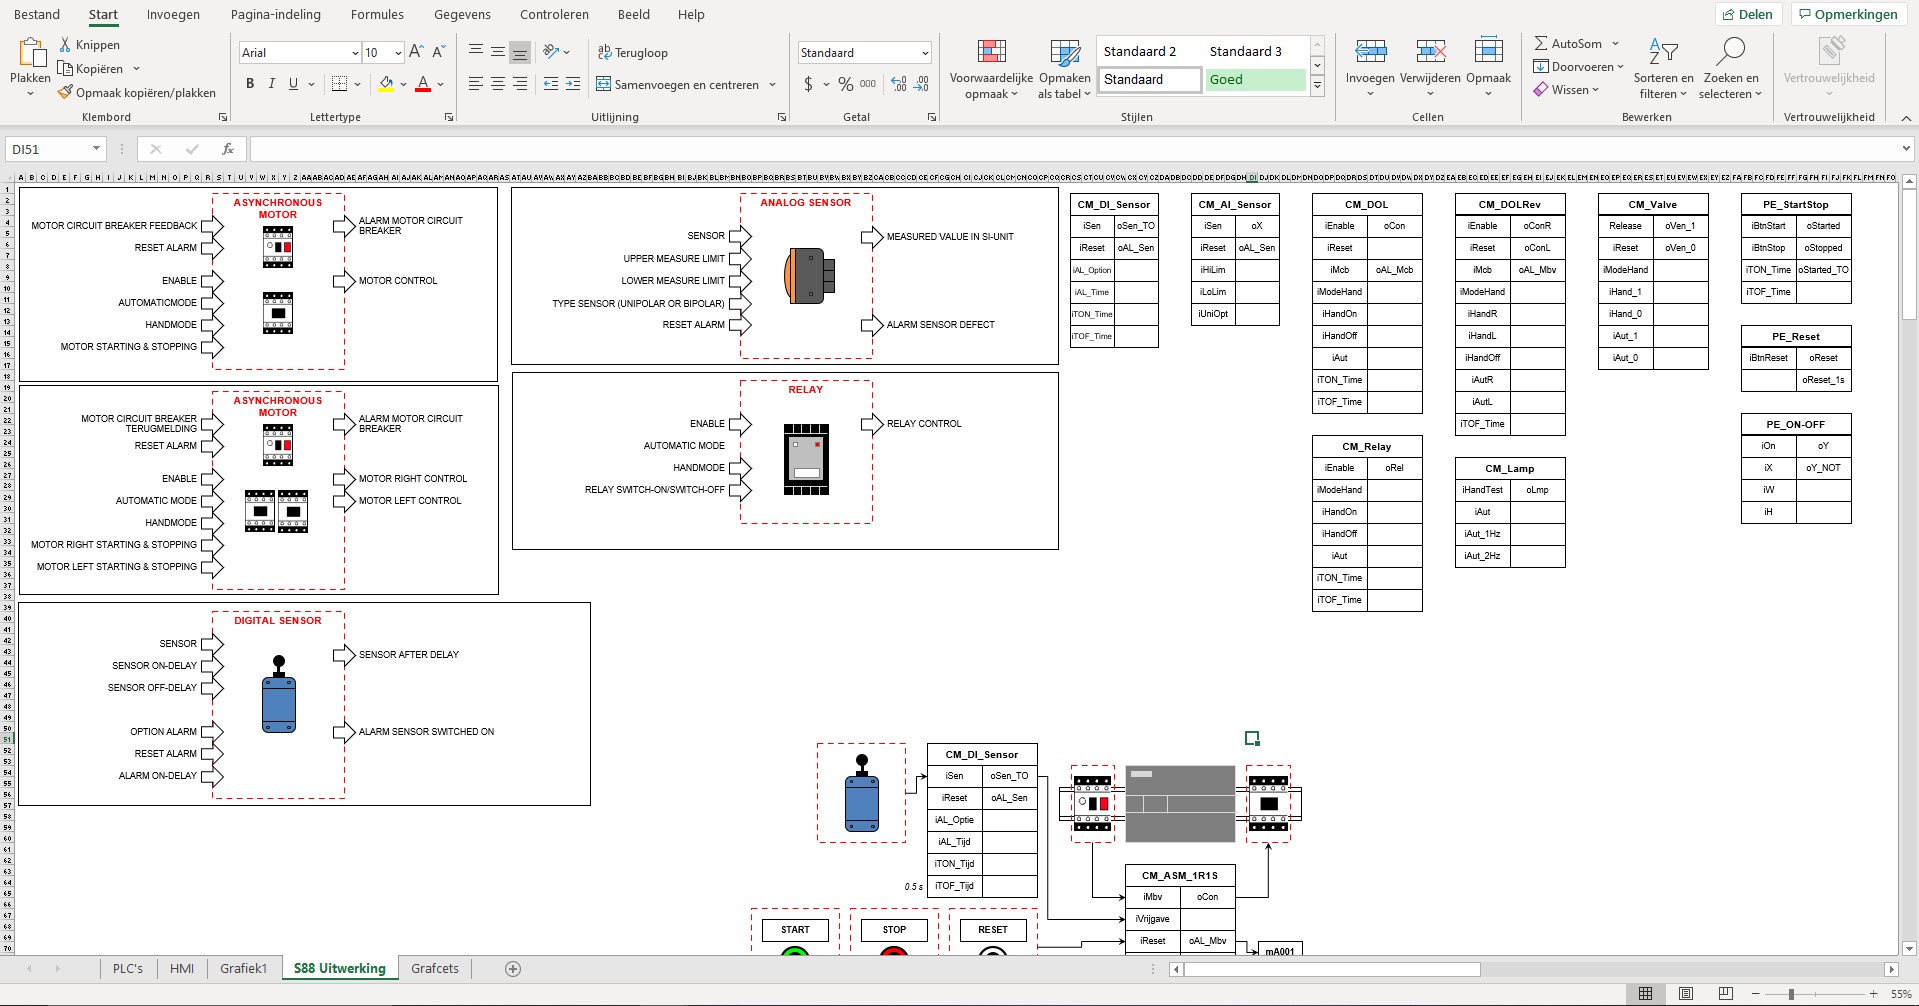 Bestand Start Invoegen Pagina-indeling Formules Gegevens Controleren Beeld Help Delen Opmerkingen
Plakken
Knippen
Kopiëren
Opmaak kopiëren/plakken
Klembord
Arial 10
B I U
Lettertype
Terugloop
Samenvoegen en centreren
Uitlijning
Standaard
$ % 000
Getal
Voorwaardelijke opmaak
Opmaken als tabel
Standaard 2 Standaard 3
Standaard Goed
Stijlen
Invoegen Verwijderen Opmaak
Cellen
AutoSom
Doorvoeren
Wissen
Sorteren en filteren
Zoeken en selecteren
Bewerken
Vertrouwelijkheid
Vertrouwelijkheid
DI51
fx
ASYNCHRONOUS
MOTOR
MOTOR CIRCUIT BREAKER FEEDBACK
RESET ALARM
ENABLE
AUTOMATICMODE
HANDMODE
MOTOR STARTING & STOPPING
ALARM MOTOR CIRCUIT
BREAKER
MOTOR CONTROL
ASYNCHRONOUS
MOTOR
MOTOR CIRCUIT BREAKER
TERUGMELDING
RESET ALARM
ENABLE
AUTOMATIC MODE
HANDMODE
MOTOR RIGHT STARTING & STOPPING
MOTOR LEFT STARTING & STOPPING
ALARM MOTOR CIRCUIT
BREAKER
MOTOR RIGHT CONTROL
MOTOR LEFT CONTROL
DIGITAL SENSOR
SENSOR
SENSOR ON-DELAY
SENSOR OFF-DELAY
OPTION ALARM
RESET ALARM
ALARM ON-DELAY
SENSOR AFTER DELAY
ALARM SENSOR SWITCHED ON
ANALOG SENSOR
SENSOR
UPPER MEASURE LIMIT
LOWER MEASURE LIMIT
TYPE SENSOR (UNIPOLAR OR BIPOLAR)
RESET ALARM
MEASURED VALUE IN SI-UNIT
ALARM SENSOR DEFECT
RELAY
ENABLE
AUTOMATIC MODE
HANDMODE
RELAY SWITCH-ON/SWITCH-OFF
RELAY CONTROL
CM_DI_Sensor
iSen oSen_TO
iReset oAL_Sen
iAL_Option
iAL_Time
iTON_Time
iTOF_Time
CM_AI_Sensor
iSen oX
iReset oAL_Sen
iHiLim
iLoLim
iUniOpt
CM_DOL
iEnable oCon
iReset
iMcb oAL_Mcb
iModeHand
iHandOn
iHandOff
iAut
iTON_Time
iTOF_Time
CM_Relay
iEnable oRel
iModeHand
iHandOn
iHandOff
iAut
iTON_Time
iTOF_Time
CM_DOLRev
iEnable oConR
iReset oConL
iMcb oAL_Mbv
iModeHand
iHandR
iHandL
iHandOff
iAutR
iAutL
iTOF_Time
CM_Lamp
iHandTest oLmp
iAut
iAut_1Hz
iAut_2Hz
CM_Valve
Release oVen_1
iReset oVen_0
iModeHand
iHand_1
iHand_0
iAut_1
iAut_0
PE_StartStop
iBtnStart oStarted
iBtnStop oStopped
iTON_Time oStarted_TO
iTOF_Time
PE_Reset
iBtnReset oReset
oReset_1s
PE_ON-OFF
iOn oY
iX oY_NOT
iW
iH
CM_DI_Sensor
iSen oSen_TO
iReset oAL_Sen
iAL_Optie
iAL_Tijd
iTON_Tijd
0.5 s iTOF_Tijd
CM_ASM_1R1S
iMbv oCon
iVrijgave
iReset oAL_Mbv
mA001
START STOP RESET
PLC's HMI Grafiek1 S88 Uitwerking Grafcets
55%